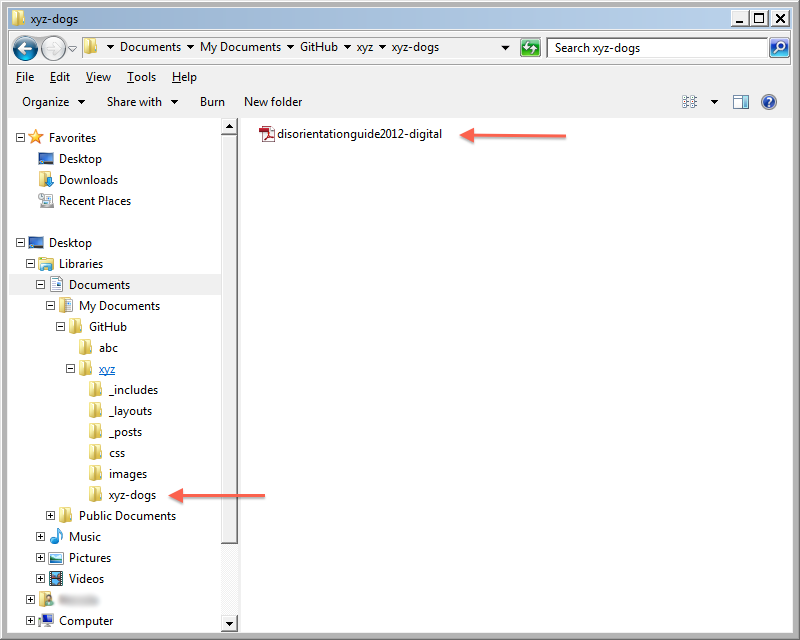 xyz-dogs
Documents My Documents GitHub xyz xyz-dogs Search xyz-dogs
File Edit View Tools Help
Organize Share with Burn New folder
Favorites
Desktop
Downloads
Recent Places
Desktop
Libraries
Documents
My Documents
GitHub
abc
xyz
_includes
_layouts
_posts
css
images
xyz-dogs
Public Documents
Music
Pictures
Videos
Computer
disorientationguide2012-digital